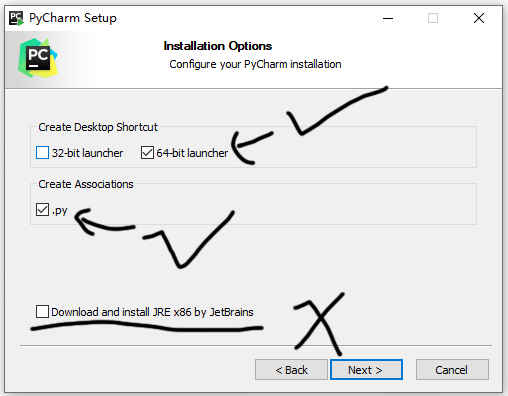 PyCharm Setup
PC
Installation Options
Configure your PyCharm installation
Create Desktop Shortcut
32-bit launcher
64-bit launcher
Create Associations
.py
Download and install JRE x86 by JetBrains
< Back
Next >
Cancel